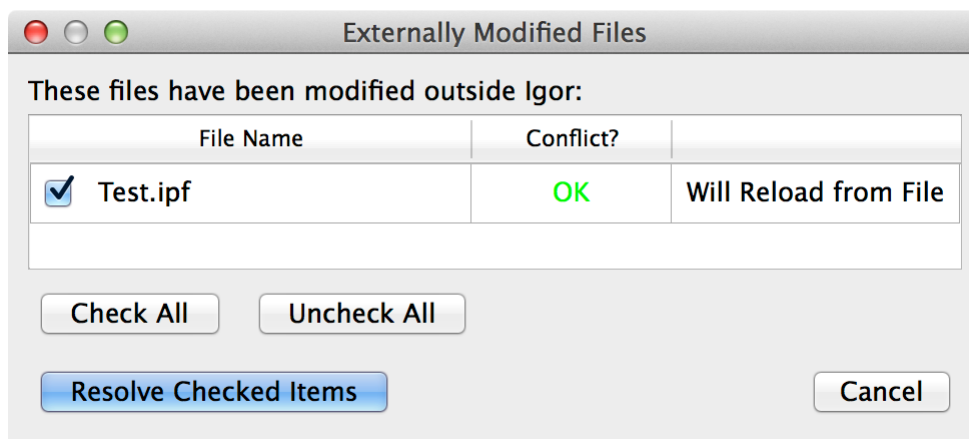 Externally Modified Files
These files have been modified outside Igor:
File Name Conflict?
Test.ipf OK Will Reload from File
Check All Uncheck All
Resolve Checked Items Cancel